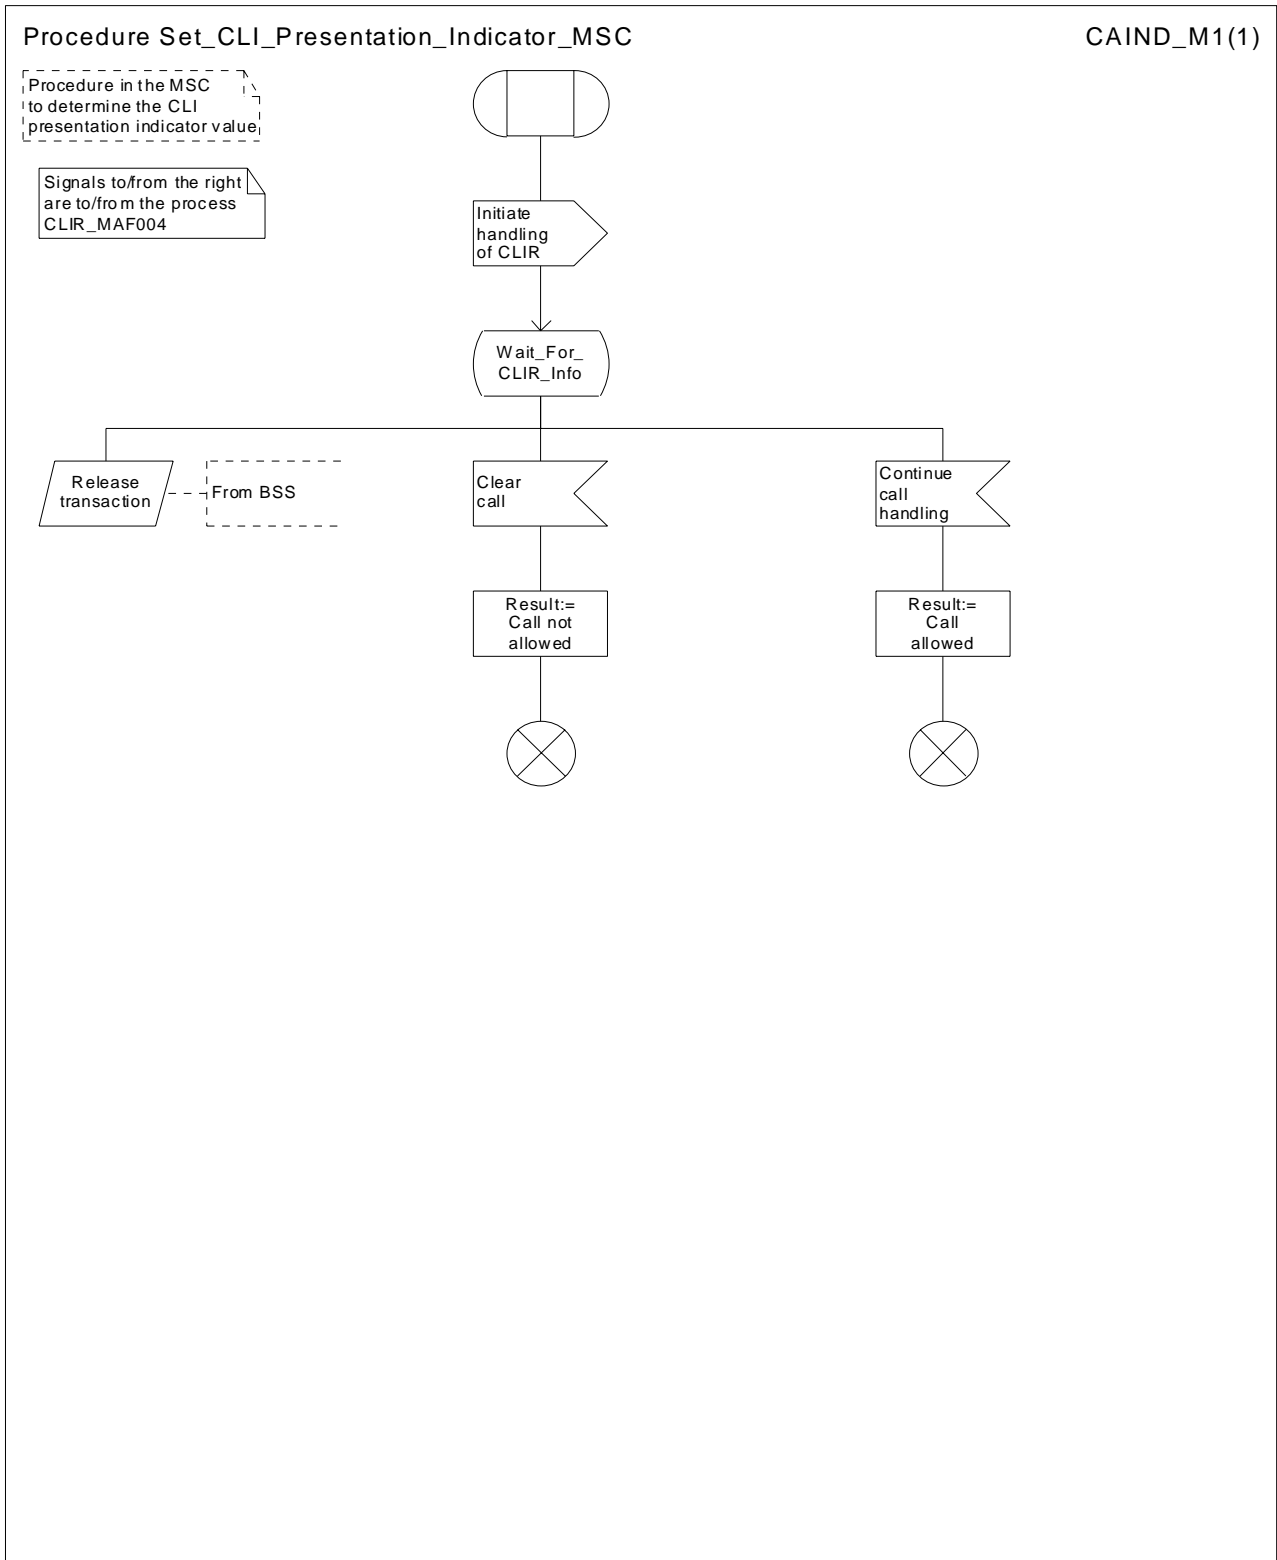 Procedure Set_CLI_Presentation_Indicator_MSC
CAIND_M1(1)
Procedure in the MSC
to determine the CLI
presentation indicator value
Signals to/from the right
are to/from the process
CLIR_MAF004
Initiate
handling
of CLIR
Wait_For_
CLIR_Info
Release
transaction
From BSS
Clear
call
Continue
call
handling
Result:=
Call not
allowed
Result:=
Call
allowed